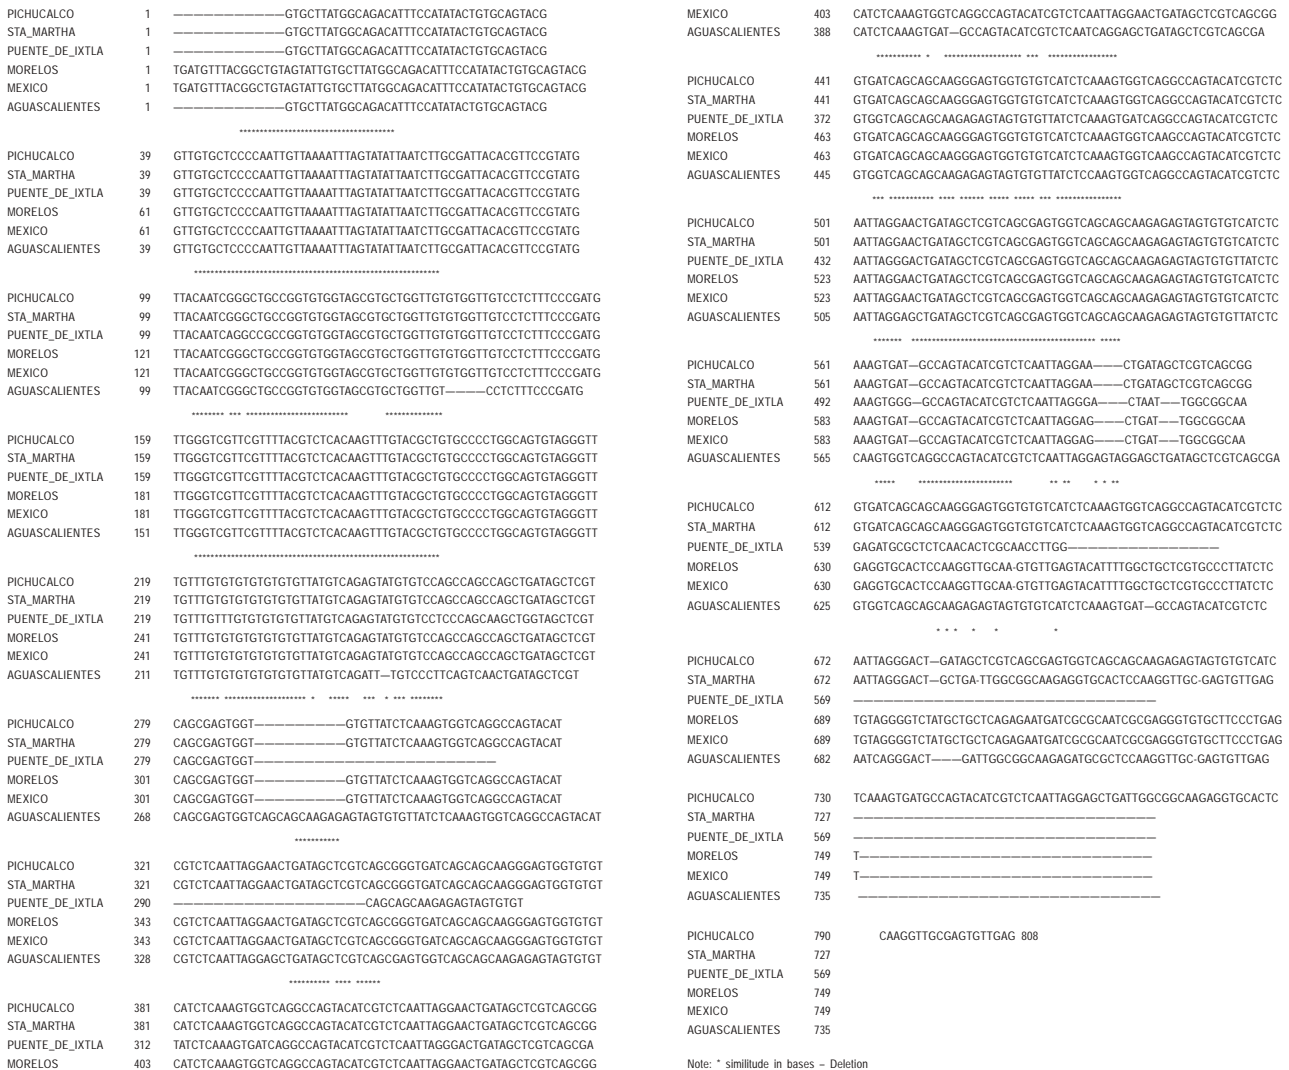 PICHUCALCO 1 ———————————GTGCTTATGGCAGACATTTCCATATACTGTGCAGTACG
STA_MARTHA 1 ———————————GTGCTTATGGCAGACATTTCCATATACTGTGCAGTACG
PUENTE_DE_IXTLA 1 ———————————GTGCTTATGGCAGACATTTCCATATACTGTGCAGTACG
MORELOS 1 TGATGTTTACGGCTGTAGTATTGTGCTTATGGCAGACATTTCCATATACTGTGCAGTACG
MEXICO 1 TGATGTTTACGGCTGTAGTATTGTGCTTATGGCAGACATTTCCATATACTGTGCAGTACG
AGUASCALIENTES 1 ———————————GTGCTTATGGCAGACATTTCCATATACTGTGCAGTACG
**************************************
PICHUCALCO 39 GTTGTGCTCCCCAATTGTTAAAATTTAGTATATTAATCTTGCGATTACACGTTCCGTATG
STA_MARTHA 39 GTTGTGCTCCCCAATTGTTAAAATTTAGTATATTAATCTTGCGATTACACGTTCCGTATG
PUENTE_DE_IXTLA 39 GTTGTGCTCCCCAATTGTTAAAATTTAGTATATTAATCTTGCGATTACACGTTCCGTATG
MORELOS 61 GTTGTGCTCCCCAATTGTTAAAATTTAGTATATTAATCTTGCGATTACACGTTCCGTATG
MEXICO 61 GTTGTGCTCCCCAATTGTTAAAATTTAGTATATTAATCTTGCGATTACACGTTCCGTATG
AGUASCALIENTES 39 GTTGTGCTCCCCAATTGTTAAAATTTAGTATATTAATCTTGCGATTACACGTTCCGTATG
************************************************************
PICHUCALCO 99 TTACAATCGGGCTGCCGGTGTGGTAGCGTGCTGGTTGTGTGGTTGTCCTCTTTCCCGATG
STA_MARTHA 99 TTACAATCGGGCTGCCGGTGTGGTAGCGTGCTGGTTGTGTGGTTGTCCTCTTTCCCGATG
PUENTE_DE_IXTLA 99 TTACAATCAGGCCGCCGGTGTGGTAGCGTGCTGGTTGTGTGGTTGTCCTCTTTCCCGATG
MORELOS 121 TTACAATCGGGCTGCCGGTGTGGTAGCGTGCTGGTTGTGTGGTTGTCCTCTTTCCCGATG
MEXICO 121 TTACAATCGGGCTGCCGGTGTGGTAGCGTGCTGGTTGTGTGGTTGTCCTCTTTCCCGATG
AGUASCALIENTES 99 TTACAATCGGGCTGCCGGTGTGGTAGCGTGCTGGTTGT————CCTCTTTCCCGATG
******** *** ************************* **************
PICHUCALCO 159 TTGGGTCGTTCGTTTTACGTCTCACAAGTTTGTACGCTGTGCCCCTGGCAGTGTAGGGTT
STA_MARTHA 159 TTGGGTCGTTCGTTTTACGTCTCACAAGTTTGTACGCTGTGCCCCTGGCAGTGTAGGGTT
PUENTE_DE_IXTLA 159 TTGGGTCGTTCGTTTTACGTCTCACAAGTTTGTACGCTGTGCCCCTGGCAGTGTAGGGTT
MORELOS 181 TTGGGTCGTTCGTTTTACGTCTCACAAGTTTGTACGCTGTGCCCCTGGCAGTGTAGGGTT
MEXICO 181 TTGGGTCGTTCGTTTTACGTCTCACAAGTTTGTACGCTGTGCCCCTGGCAGTGTAGGGTT
AGUASCALIENTES 151 TTGGGTCGTTCGTTTTACGTCTCACAAGTTTGTACGCTGTGCCCCTGGCAGTGTAGGGTT
************************************************************
PICHUCALCO 219 TGTTTGTGTGTGTGTGTGTTATGTCAGAGTATGTGTCCAGCCAGCCAGCTGATAGCTCGT
STA_MARTHA 219 TGTTTGTGTGTGTGTGTGTTATGTCAGAGTATGTGTCCAGCCAGCCAGCTGATAGCTCGT
PUENTE_DE_IXTLA 219 TGTTTGTTTGTGTGTGTGTTATGTCAGAGTATGTGTCCTCCCAGCAAGCTGGTAGCTCGT
MORELOS 241 TGTTTGTGTGTGTGTGTGTTATGTCAGAGTATGTGTCCAGCCAGCCAGCTGATAGCTCGT
MEXICO 241 TGTTTGTGTGTGTGTGTGTTATGTCAGAGTATGTGTCCAGCCAGCCAGCTGATAGCTCGT
AGUASCALIENTES 211 TGTTTGTGTGTGTGTGTGTTATGTCAGATT—TGTCCCTTCAGTCAACTGATAGCTCGT
******* ******************** * ***** *** * *** ********
PICHUCALCO 279 CAGCGAGTGGT—————————GTGTTATCTCAAAGTGGTCAGGCCAGTACAT
STA_MARTHA 279 CAGCGAGTGGT—————————GTGTTATCTCAAAGTGGTCAGGCCAGTACAT
PUENTE_DE_IXTLA 279 CAGCGAGTGGT————————————————————————
MORELOS 301 CAGCGAGTGGT—————————GTGTTATCTCAAAGTGGTCAGGCCAGTACAT
MEXICO 301 CAGCGAGTGGT—————————GTGTTATCTCAAAGTGGTCAGGCCAGTACAT
AGUASCALIENTES 268 CAGCGAGTGGTCAGCAGCAAGAGAGTAGTGTGTTATCTCAAAGTGGTCAGGCCAGTACAT
***********
PICHUCALCO 321 CGTCTCAATTAGGAACTGATAGCTCGTCAGCGGGTGATCAGCAGCAAGGGAGTGGTGTGT
STA_MARTHA 321 CGTCTCAATTAGGAACTGATAGCTCGTCAGCGGGTGATCAGCAGCAAGGGAGTGGTGTGT
PUENTE_DE_IXTLA 290 ———————————————————CAGCAGCAAGAGAGTAGTGTGT
MORELOS 343 CGTCTCAATTAGGAACTGATAGCTCGTCAGCGGGTGATCAGCAGCAAGGGAGTGGTGTGT
MEXICO 343 CGTCTCAATTAGGAACTGATAGCTCGTCAGCGGGTGATCAGCAGCAAGGGAGTGGTGTGT
AGUASCALIENTES 328 CGTCTCAATTAGGAGCTGATAGCTCGTCAGCGAGTGGTCAGCAGCAAGAGAGTAGTGTGT
********** **** ******
PICHUCALCO 381 CATCTCAAAGTGGTCAGGCCAGTACATCGTCTCAATTAGGAACTGATAGCTCGTCAGCGG
STA_MARTHA 381 CATCTCAAAGTGGTCAGGCCAGTACATCGTCTCAATTAGGAACTGATAGCTCGTCAGCGG
PUENTE_DE_IXTLA 312 TATCTCAAAGTGATCAGGCCAGTACATCGTCTCAATTAGGGACTGATAGCTCGTCAGCGA
MORELOS 403 CATCTCAAAGTGGTCAGGCCAGTACATCGTCTCAATTAGGAACTGATAGCTCGTCAGCGG
MEXICO 403 CATCTCAAAGTGGTCAGGCCAGTACATCGTCTCAATTAGGAACTGATAGCTCGTCAGCGG
AGUASCALIENTES 388 CATCTCAAAGTGAT—GCCAGTACATCGTCTCAATCAGGAGCTGATAGCTCGTCAGCGA
*********** * ******************* *** *****************
PICHUCALCO 441 GTGATCAGCAGCAAGGGAGTGGTGTGTCATCTCAAAGTGGTCAGGCCAGTACATCGTCTC
STA_MARTHA 441 GTGATCAGCAGCAAGGGAGTGGTGTGTCATCTCAAAGTGGTCAGGCCAGTACATCGTCTC
PUENTE_DE_IXTLA 372 GTGGTCAGCAGCAAGAGAGTAGTGTGTTATCTCAAAGTGATCAGGCCAGTACATCGTCTC
MORELOS 463 GTGATCAGCAGCAAGGGAGTGGTGTGTCATCTCAAAGTGGTCAAGCCAGTACATCGTCTC
MEXICO 463 GTGATCAGCAGCAAGGGAGTGGTGTGTCATCTCAAAGTGGTCAAGCCAGTACATCGTCTC
AGUASCALIENTES 445 GTGGTCAGCAGCAAGAGAGTAGTGTGTTATCTCCAAGTGGTCAGGCCAGTACATCGTCTC
*** *********** **** ****** ***** ***** *** ****************
PICHUCALCO 501 AATTAGGAACTGATAGCTCGTCAGCGAGTGGTCAGCAGCAAGAGAGTAGTGTGTCATCTC
STA_MARTHA 501 AATTAGGAACTGATAGCTCGTCAGCGAGTGGTCAGCAGCAAGAGAGTAGTGTGTCATCTC
PUENTE_DE_IXTLA 432 AATTAGGGACTGATAGCTCGTCAGCGAGTGGTCAGCAGCAAGAGAGTAGTGTGTTATCTC
MORELOS 523 AATTAGGAACTGATAGCTCGTCAGCGAGTGGTCAGCAGCAAGAGAGTAGTGTGTCATCTC
MEXICO 523 AATTAGGAACTGATAGCTCGTCAGCGAGTGGTCAGCAGCAAGAGAGTAGTGTGTCATCTC
AGUASCALIENTES 505 AATTAGGAGCTGATAGCTCGTCAGCGAGTGGTCAGCAGCAAGAGAGTAGTGTGTTATCTC
******* ********************************************* *****
PICHUCALCO 561 AAAGTGAT—GCCAGTACATCGTCTCAATTAGGAA———CTGATAGCTCGTCAGCGG
STA_MARTHA 561 AAAGTGAT—GCCAGTACATCGTCTCAATTAGGAA———CTGATAGCTCGTCAGCGG
PUENTE_DE_IXTLA 492 AAAGTGGG—GCCAGTACATCGTCTCAATTAGGGA———CTAAT——TGGCGGCAA
MORELOS 583 AAAGTGAT—GCCAGTACATCGTCTCAATTAGGAG———CTGAT——TGGCGGCAA
MEXICO 583 AAAGTGAT—GCCAGTACATCGTCTCAATTAGGAG———CTGAT——TGGCGGCAA
AGUASCALIENTES 565 CAAGTGGTCAGGCCAGTACATCGTCTCAATTAGGAGTAGGAGCTGATAGCTCGTCAGCGA
***** *********************** ** ** * * **
PICHUCALCO 612 GTGATCAGCAGCAAGGGAGTGGTGTGTCATCTCAAAGTGGTCAGGCCAGTACATCGTCTC
STA_MARTHA 612 GTGATCAGCAGCAAGGGAGTGGTGTGTCATCTCAAAGTGGTCAGGCCAGTACATCGTCTC
PUENTE_DE_IXTLA 539 GAGATGCGCTCTCAACACTCGCAACCTTGG———————————————
MORELOS 630 GAGGTGCACTCCAAGGTTGCAA-GTGTTGAGTACATTTTGGCTGCTCGTGCCCTTATCTC
MEXICO 630 GAGGTGCACTCCAAGGTTGCAA-GTGTTGAGTACATTTTGGCTGCTCGTGCCCTTATCTC
AGUASCALIENTES 625 GTGGTCAGCAGCAAGAGAGTAGTGTGTCATCTCAAAGTGAT—GCCAGTACATCGTCTC
* * * * * *
PICHUCALCO 672 AATTAGGGACT—GATAGCTCGTCAGCGAGTGGTCAGCAGCAAGAGAGTAGTGTGTCATC
STA_MARTHA 672 AATTAGGGACT—GCTGA-TTGGCGGCAAGAGGTGCACTCCAAGGTTGC-GAGTGTTGAG
PUENTE_DE_IXTLA 569 ——————————————————————————————
MORELOS 689 TGTAGGGGTCTATGCTGCTCAGAGAATGATCGCGCAATCGCGAGGGTGTGCTTCCCTGAG
MEXICO 689 TGTAGGGGTCTATGCTGCTCAGAGAATGATCGCGCAATCGCGAGGGTGTGCTTCCCTGAG
AGUASCALIENTES 682 AATCAGGGACT———GATTGGCGGCAAGAGATGCGCTCCAAGGTTGC-GAGTGTTGAG
PICHUCALCO 730 TCAAAGTGATGCCAGTACATCGTCTCAATTAGGAGCTGATTGGCGGCAAGAGGTGCACTC
STA_MARTHA 727 ——————————————————————————————
PUENTE_DE_IXTLA 569 ——————————————————————————————
MORELOS 749 T—————————————————————————————
MEXICO 749 T—————————————————————————————
AGUASCALIENTES 735 ——————————————————————————————
PICHUCALCO 790 CAAGGTTGCGAGTGTTGAG 808
STA_MARTHA 727
PUENTE_DE_IXTLA 569
MORELOS 749
MEXICO 749
AGUASCALIENTES 735
Note: * similitude in bases – Deletion